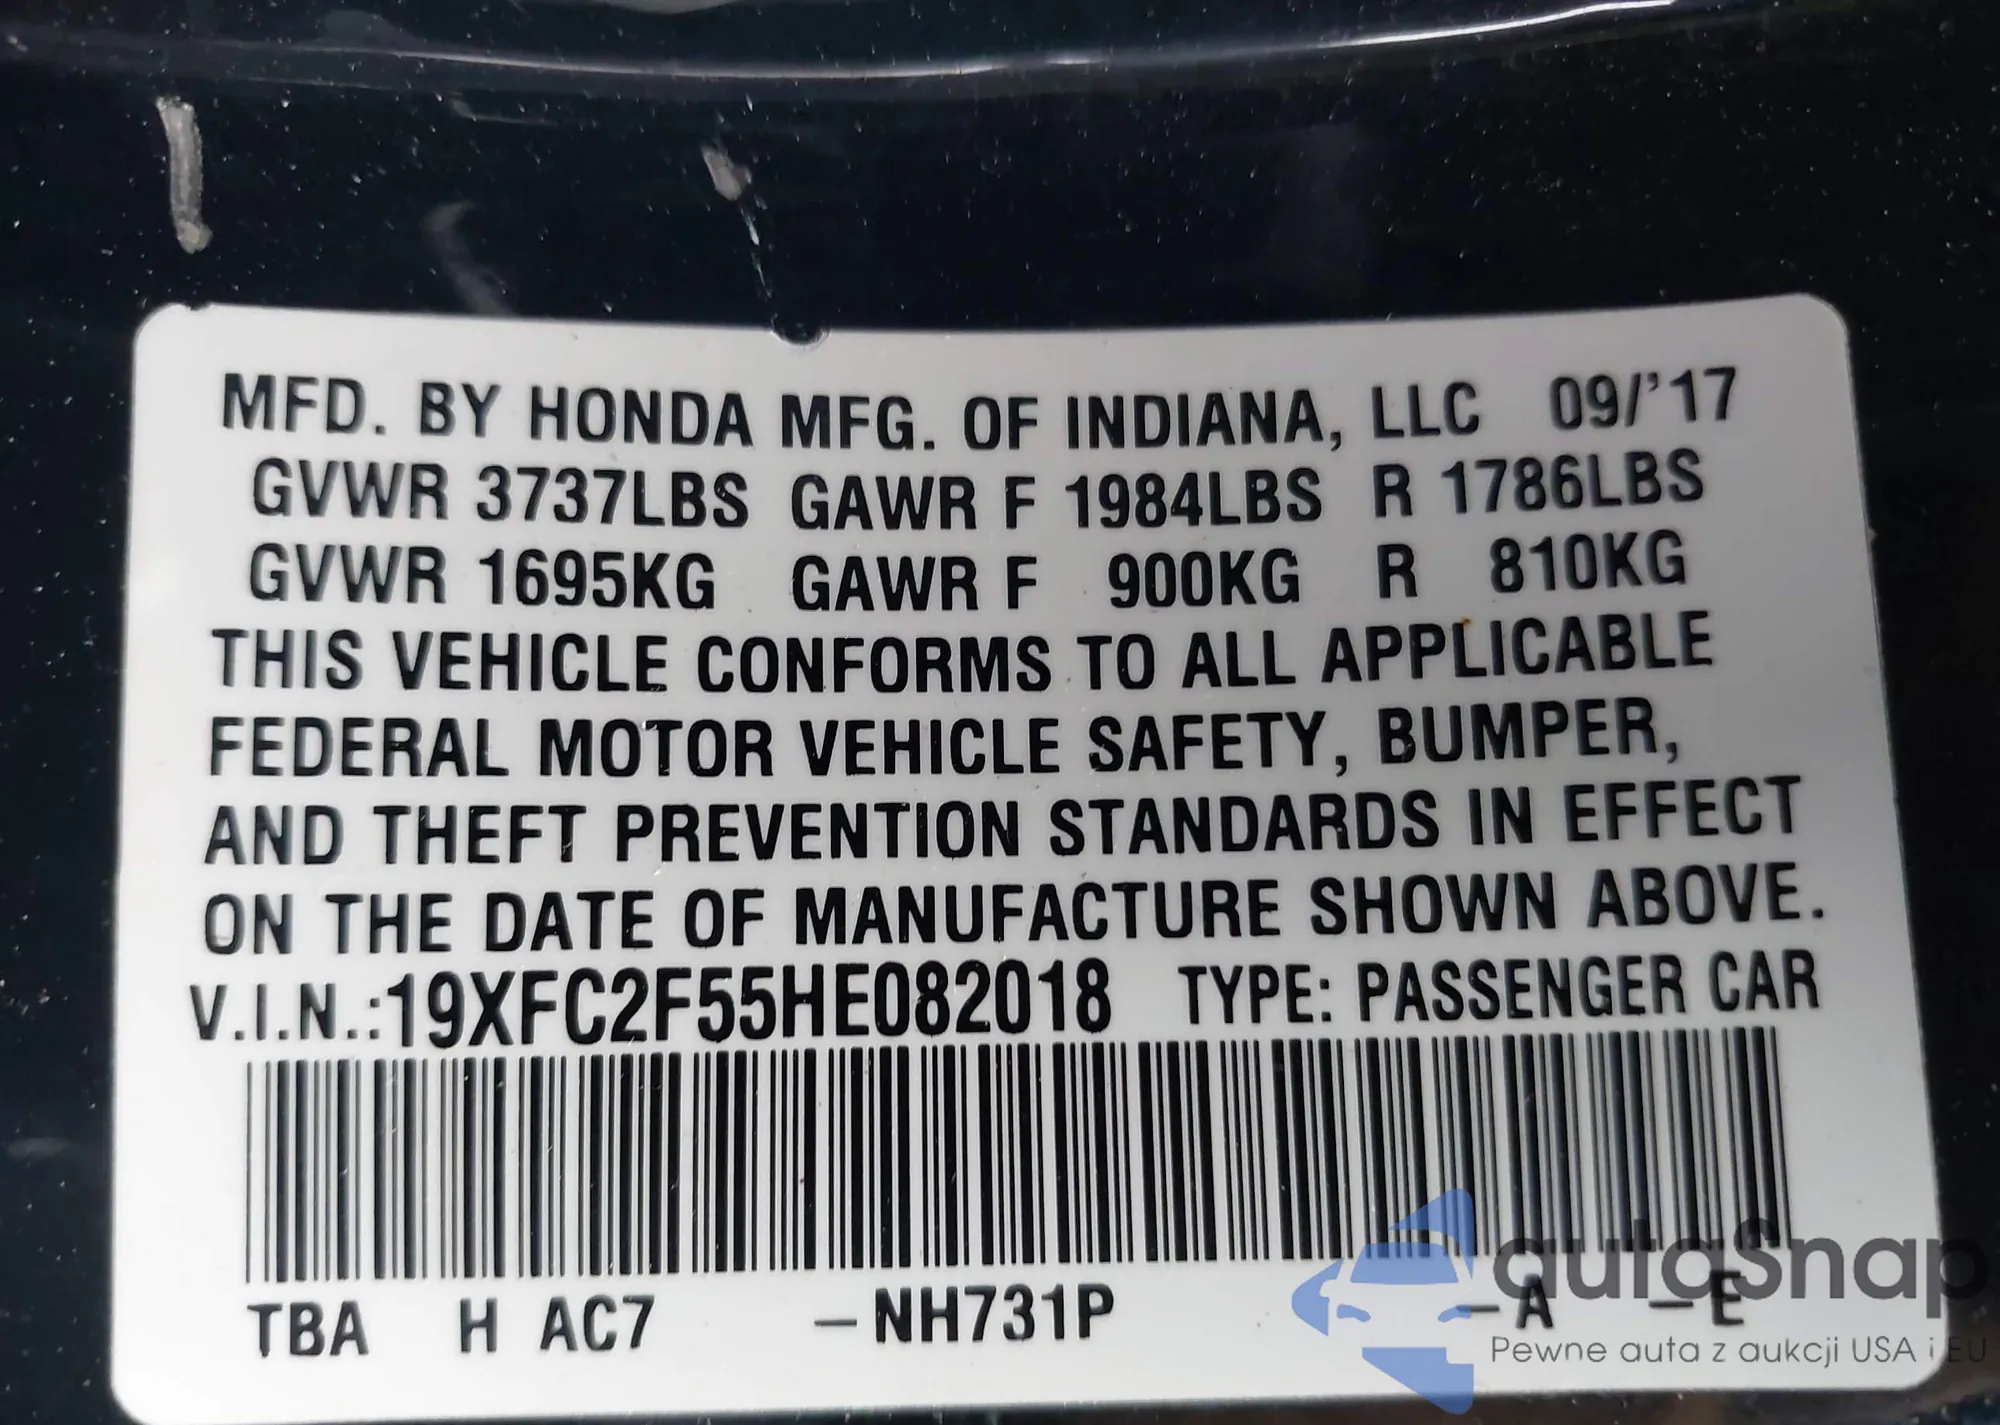 MFD. BY HONDA MFG. OF INDIANA, LLC 09/'17
GVWR 3737LBS GAWR F 1984LBS R 1786LBS
GVWR 1695KG GAWR F 900KG R 810KG
THIS VEHICLE CONFORMS TO ALL APPLICABLE
FEDERAL MOTOR VEHICLE SAFETY, BUMPER,
AND THEFT PREVENTION STANDARDS IN EFFECT
ON THE DATE OF MANUFACTURE SHOWN ABOVE.
V.I.N.:19XFC2F55HE082018 TYPE: PASSENGER CAR
TBA H AC7 –NH731P –A –E
autaSnap
Pewne auta z aukcji USA i EU